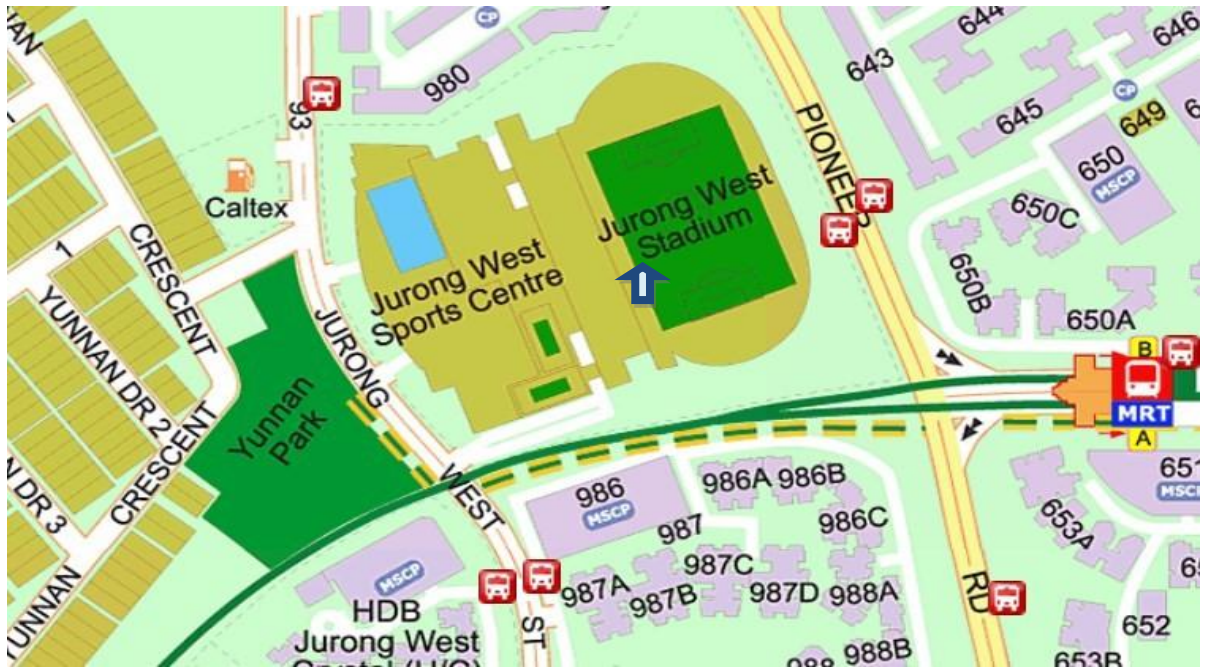 NAN
CP
980
644
646
643
645
CP
649
650
MSCP
93
PIONEER
Caltex
650C
Jurong West
Stadium
1
CRESCENT
Jurong West
Sports Centre
650B
YUNNAN DR 2
JURONG
650A
B
MRT
A
Yunnan
Park
CRESCENT
N DR 3
WEST
986
MSCP
986A
986B
651
MSCP
987
986C
653A
YUNNAN
MSCP
987A
987B
987C
987D
988A
RD
HDB
Jurong West
ST
988B
652
653B